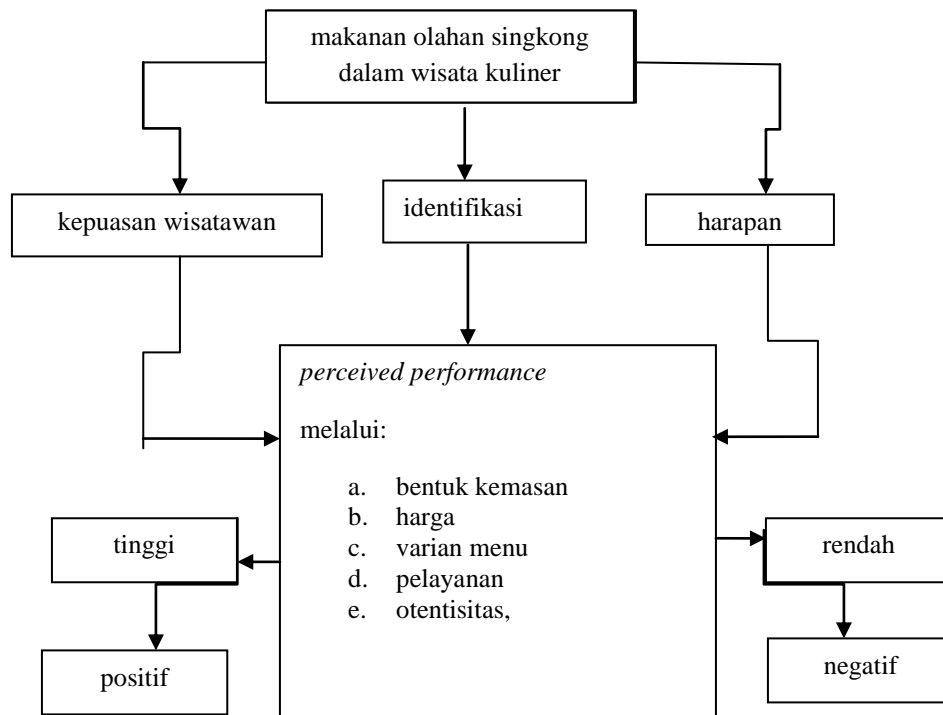 makanan olahan singkong
dalam wisata kuliner
kepuasan wisatawan
identifikasi
harapan
perceived performance
melalui:
a. bentuk kemasan
b. harga
c. varian menu
d. pelayanan
e. otentisitas,
tinggi
rendah
positif
negatif